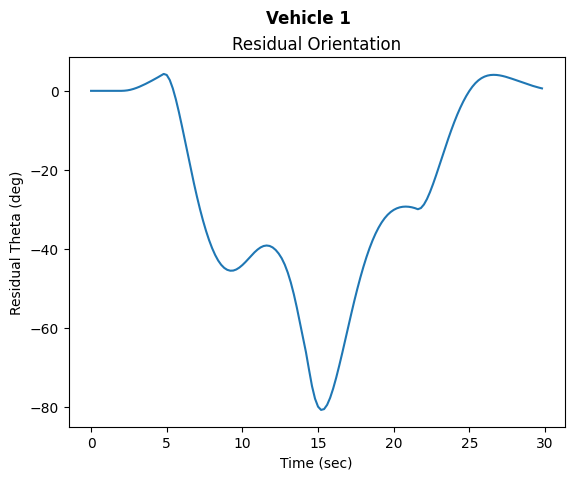 Vehicle 1
Residual Orientation
0
−20
−40
−60
−80
Residual Theta (deg)
0 5 10 15 20 25 30
Time (sec)